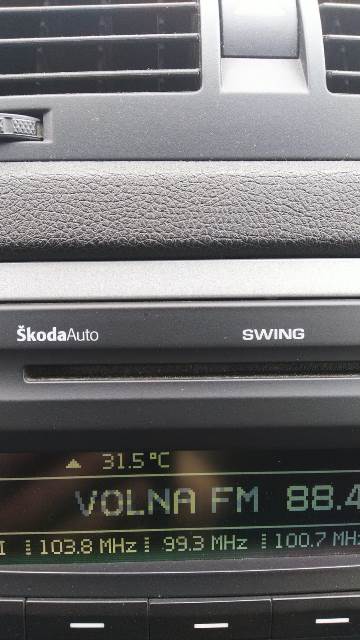 ŠkodaAuto SWING
31.5°C
VOLNA FM 88.4
103.8 MHz 99.3 MHz 100.7 MHz